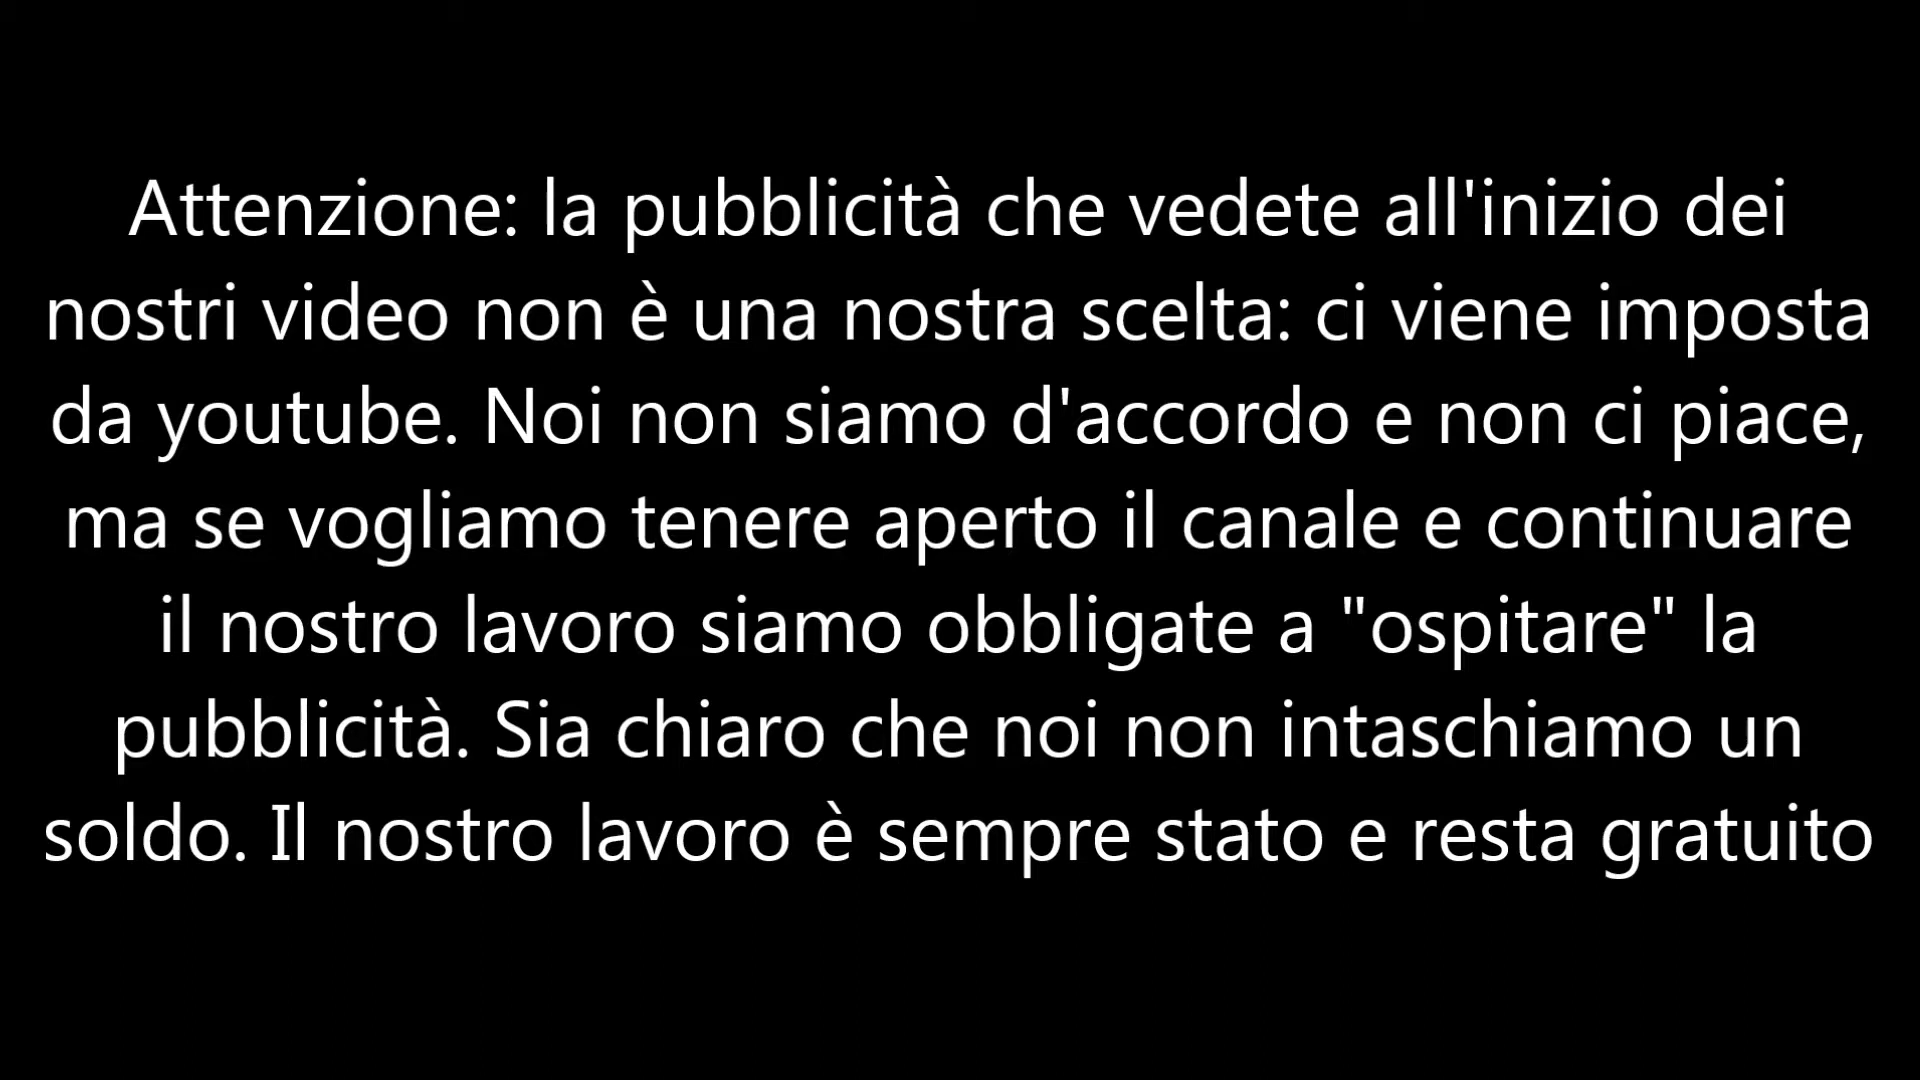 Attenzione: la pubblicità che vedete all'inizio dei
nostri video non è una nostra scelta: ci viene imposta
da youtube. Noi non siamo d'accordo e non ci piace,
ma se vogliamo tenere aperto il canale e continuare
il nostro lavoro siamo obbligate a "ospitare" la
pubblicità. Sia chiaro che noi non intaschiamo un
soldo. Il nostro lavoro è sempre stato e resta gratuito